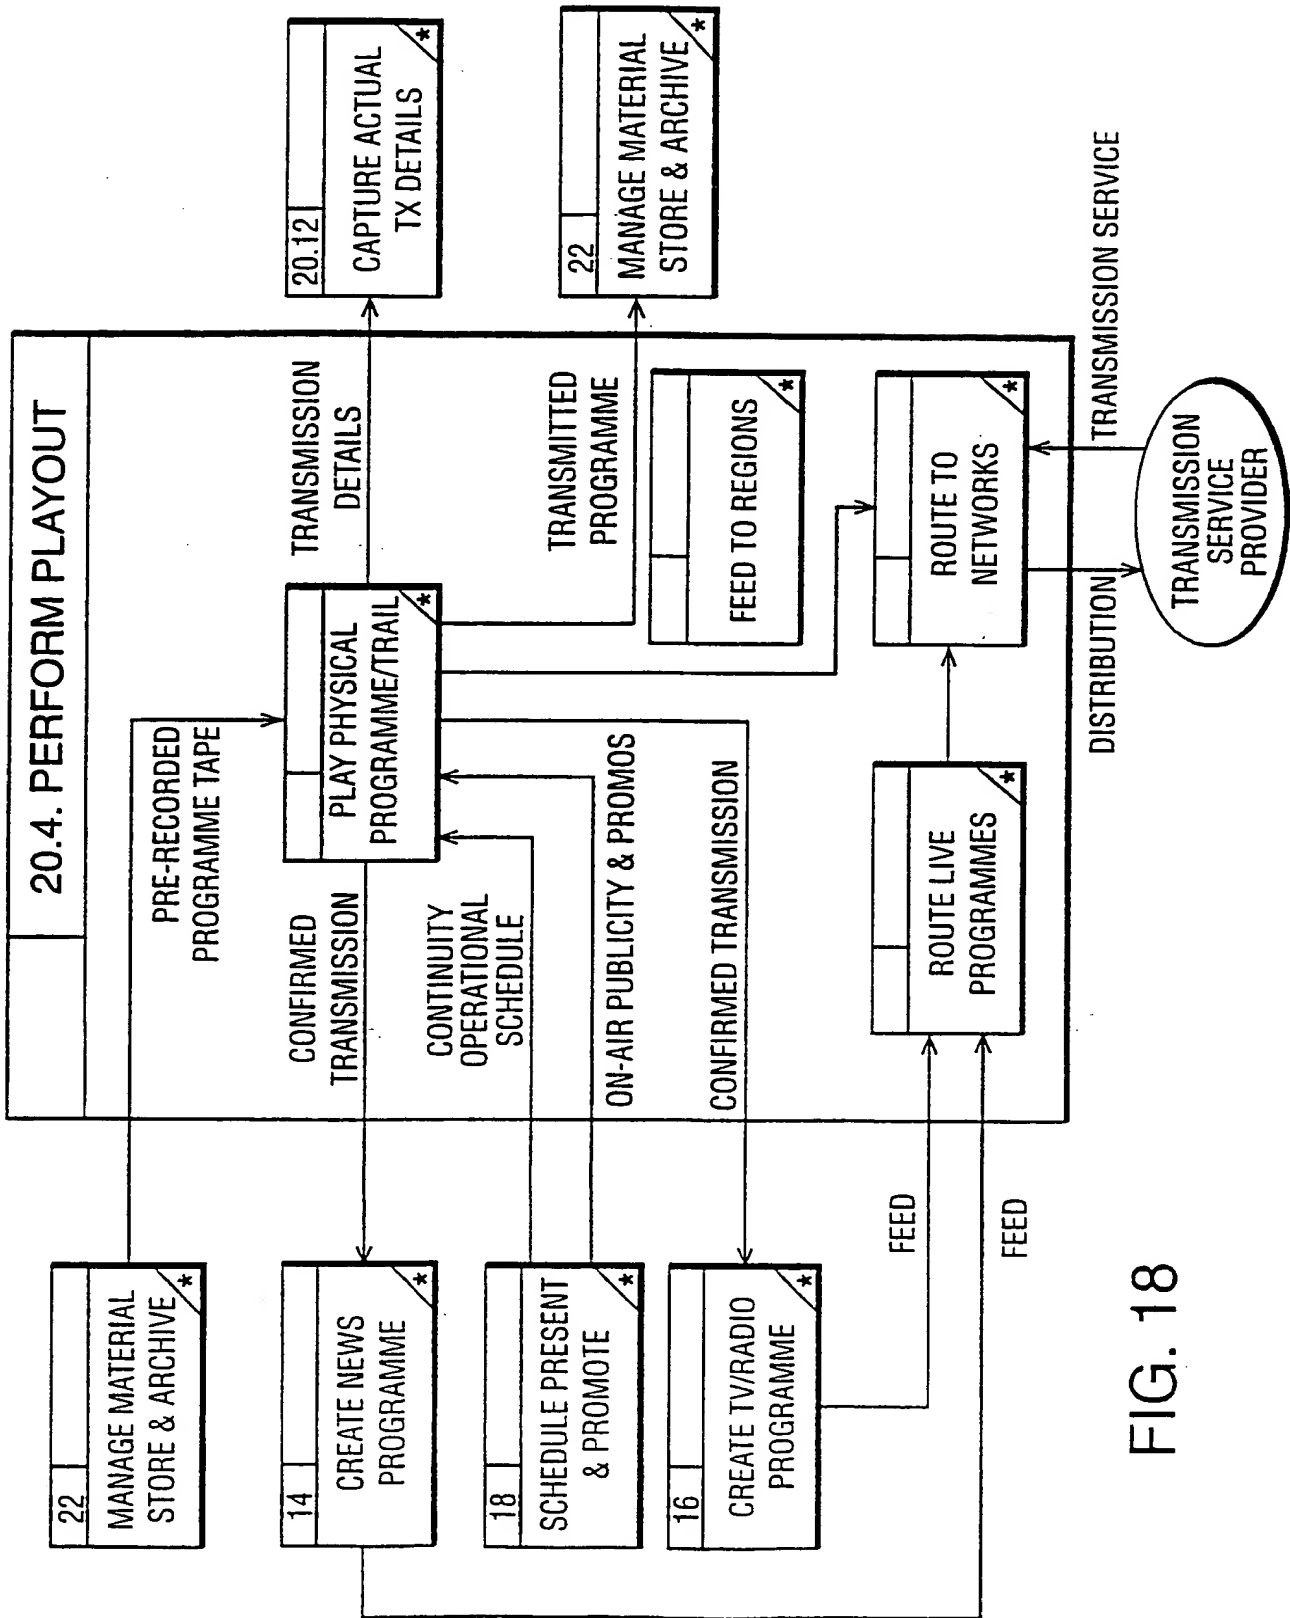 20.4. PERFORM PLAYOUT
22
MANAGE MATERIAL
STORE & ARCHIVE
*
PRE-RECORDED
PROGRAMME TAPE
14
CREATE NEWS
PROGRAMME
*
CONFIRMED
TRANSMISSION
PLAY PHYSICAL
PROGRAMME/TRAIL
*
TRANSMISSION
DETAILS
20.12
CAPTURE ACTUAL
TX DETAILS
*
18
SCHEDULE PRESENT
& PROMOTE
*
CONTINUITY
OPERATIONAL
SCHEDULE
ON-AIR PUBLICITY & PROMOS
TRANSMITTED
PROGRAMME
22
MANAGE MATERIAL
STORE & ARCHIVE
*
16
CREATE TV/RADIO
PROGRAMME
*
CONFIRMED TRANSMISSION
FEED TO REGIONS
*
FEED
FEED
ROUTE LIVE
PROGRAMMES
*
ROUTE TO
NETWORKS
*
DISTRIBUTION
TRANSMISSION SERVICE
TRANSMISSION
SERVICE
PROVIDER
FIG. 18